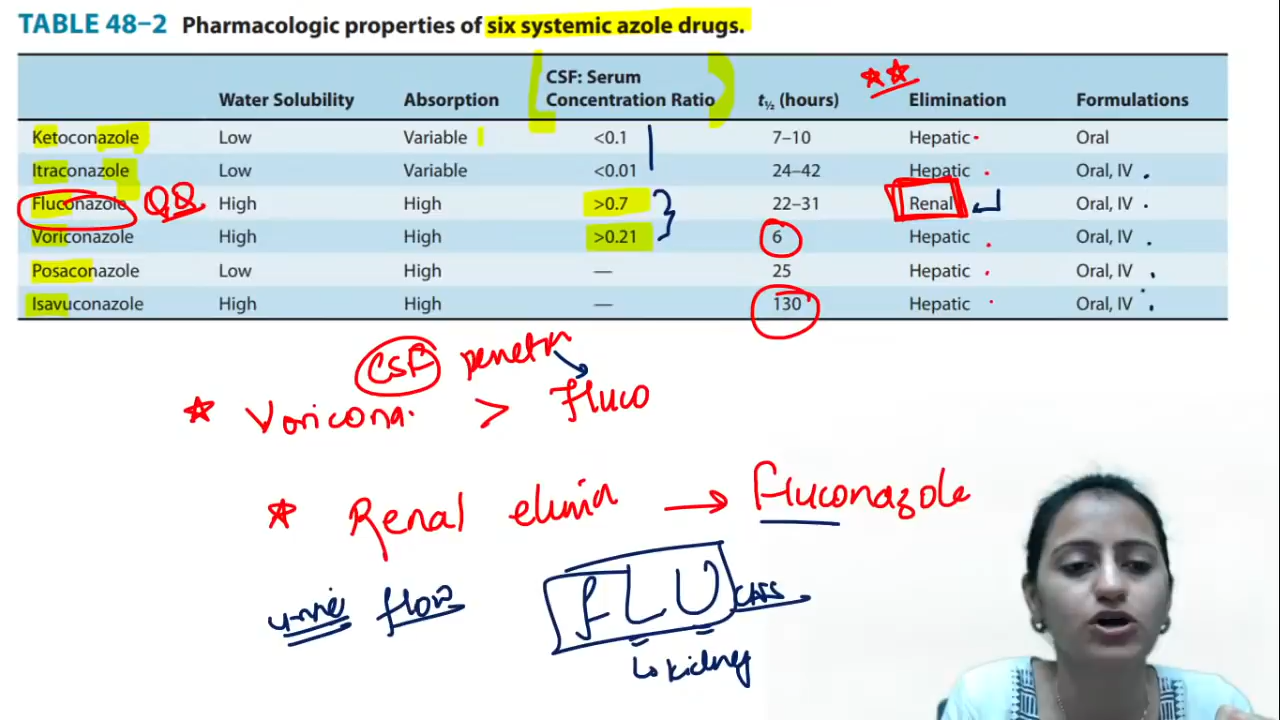 TABLE 48–2 Pharmacologic properties of six systemic azole drugs.
Water Solubility Absorption CSF: Serum Concentration Ratio t½ (hours) Elimination Formulations
Ketoconazole Low Variable <0.1 7–10 Hepatic Oral
Itraconazole Low Variable <0.01 24–42 Hepatic Oral, IV
Fluconazole High High >0.7 22–31 Renal Oral, IV
Voriconazole High High >0.21 6 Hepatic Oral, IV
Posaconazole Low High — 25 Hepatic Oral, IV
Isavuconazole High High — 130 Hepatic Oral, IV
CSF penetrn
Voricona. > Fluco
Renal elimin → Fluconazole
urine flow FLU
kidney